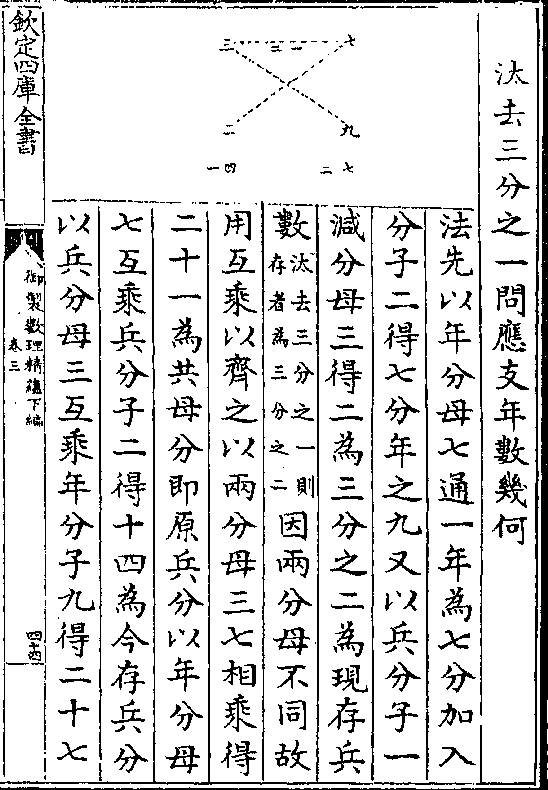 汰去三分之一問應支年數幾何
法先以年分母七通一年為七分加入
分子二得七分年之九又以兵分子一
減分母三得二為三分之二為現存兵
數汰去三分之一則存者為三分之二因兩分母不同故
用互乘以齊之以兩分母三七相乘得
二十一為共母分即原兵分以年分母
七互乘兵分子二得十四為今存兵分
以兵分母三互乘年分子九得二十七
三 二一 七
二 九
一四 二七
欽定四庫全書
御製數理精蘊下編
卷三
四十四